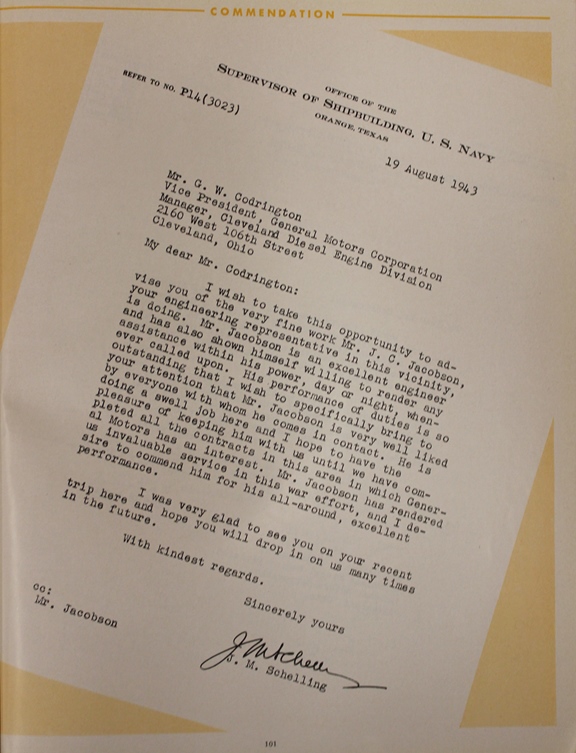 COMMENDATION
OFFICE OF THE
SUPERVISOR OF SHIPBUILDING, U. S. NAVY
ORANGE, TEXAS
REFER TO NO. P14(3023)
19 August 1943
Mr. G. W. Codrington
Vice President, General Motors Corporation
Manager, Cleveland Diesel Engine Division
2160 West 106th Street
Cleveland, Ohio
My dear Mr. Codrington:
I wish to take this opportunity to ad-
vise you of the very fine work Mr. J. C. Jacobson,
your engineering representative in this vicinity,
is doing. Mr. Jacobson is an excellent engineer
and has also shown himself willing to render any
assistance within his power, day or night, when-
ever called upon. His performance of duties is so
outstanding that I wish to specifically bring to
your attention that Mr. Jacobson is very well liked
by everyone with whom he comes in contact. He is
doing a swell job here and I hope to have the
pleasure of keeping him with us until we have com-
pleted all the contracts in this area in which Gener-
al Motors has an interest. Mr. Jacobson has rendered
us invaluable service in this war effort, and I de-
sire to commend him for his all-around, excellent
performance.
I was very glad to see you on your recent
trip here and hope you will drop in on us many times
in the future.
With kindest regards.
Sincerely yours
J. M. Schelling
cc:
Mr. Jacobson
101